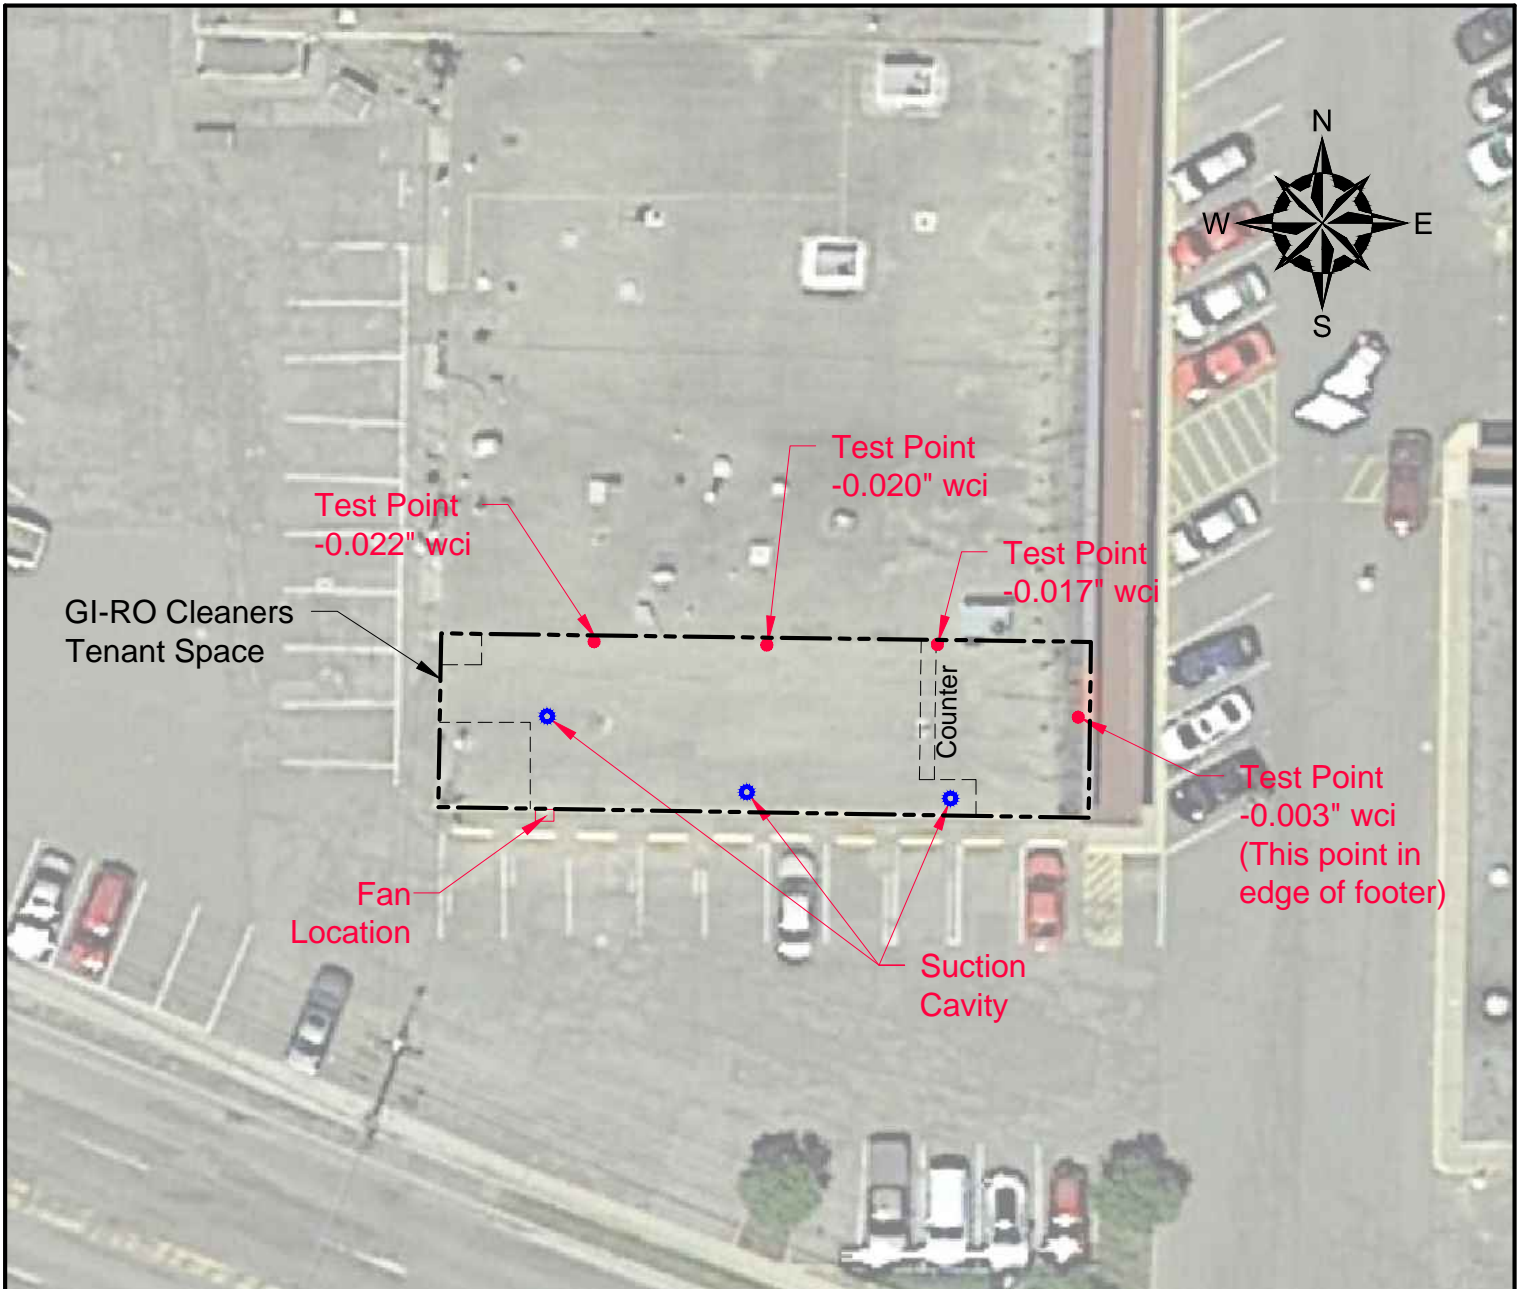 N
W
E
S
Test Point
-0.020" wci
Test Point
-0.022" wci
Test Point
-0.017" wci
GI-RO Cleaners
Tenant Space
Counter
Test Point
-0.003" wci
(This point in
edge of footer)
Fan
Location
Suction
Cavity